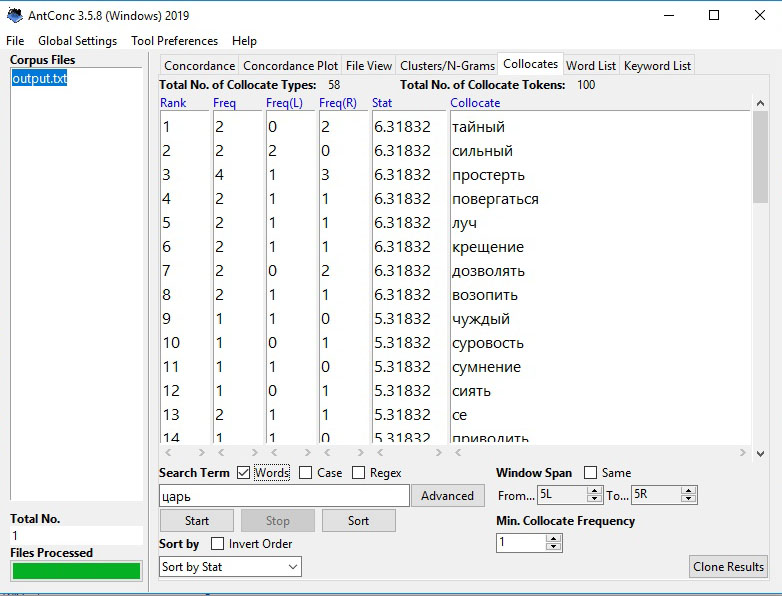 AntConc 3.5.8 (Windows) 2019
File Global Settings Tool Preferences Help
Corpus Files
output.txt
Concordance Concordance Plot File View Clusters/N-Grams Collocates Word List Keyword List
Total No. of Collocate Types: 58 Total No. of Collocate Tokens: 100
Rank Freq Freq(L) Freq(R) Stat Collocate
1 2 0 2 6.31832 тайный
2 2 2 0 6.31832 сильный
3 4 1 3 6.31832 простерть
4 2 1 1 6.31832 повергаться
5 2 1 1 6.31832 луч
6 2 1 1 6.31832 крещение
7 2 0 2 6.31832 дозволять
8 2 1 1 6.31832 возопить
9 1 1 0 5.31832 чуждый
10 1 0 1 5.31832 суровость
11 1 1 0 5.31832 сумнение
12 1 0 1 5.31832 сиять
13 2 1 1 5.31832 се
14 1 1 0 5.31832 приводить
Search Term Words Case Regex Window Span Same
царь Advanced From... 5L To... 5R
Start Stop Sort Min. Collocate Frequency
Total No.
1
Files Processed
Sort by Invert Order 1
Sort by Stat Clone Results